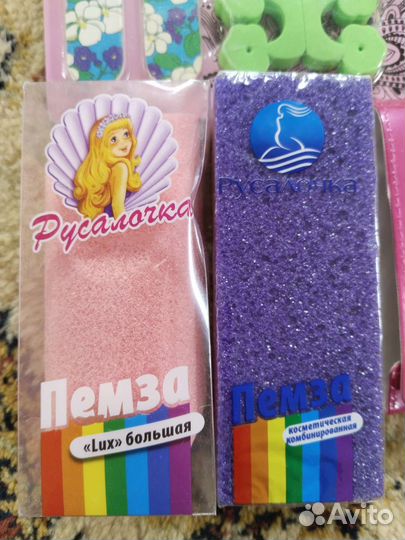 Русалочка
Пемза
«Lux» большая
Русалочка
Пемза
косметическая
комбинированная
Avito